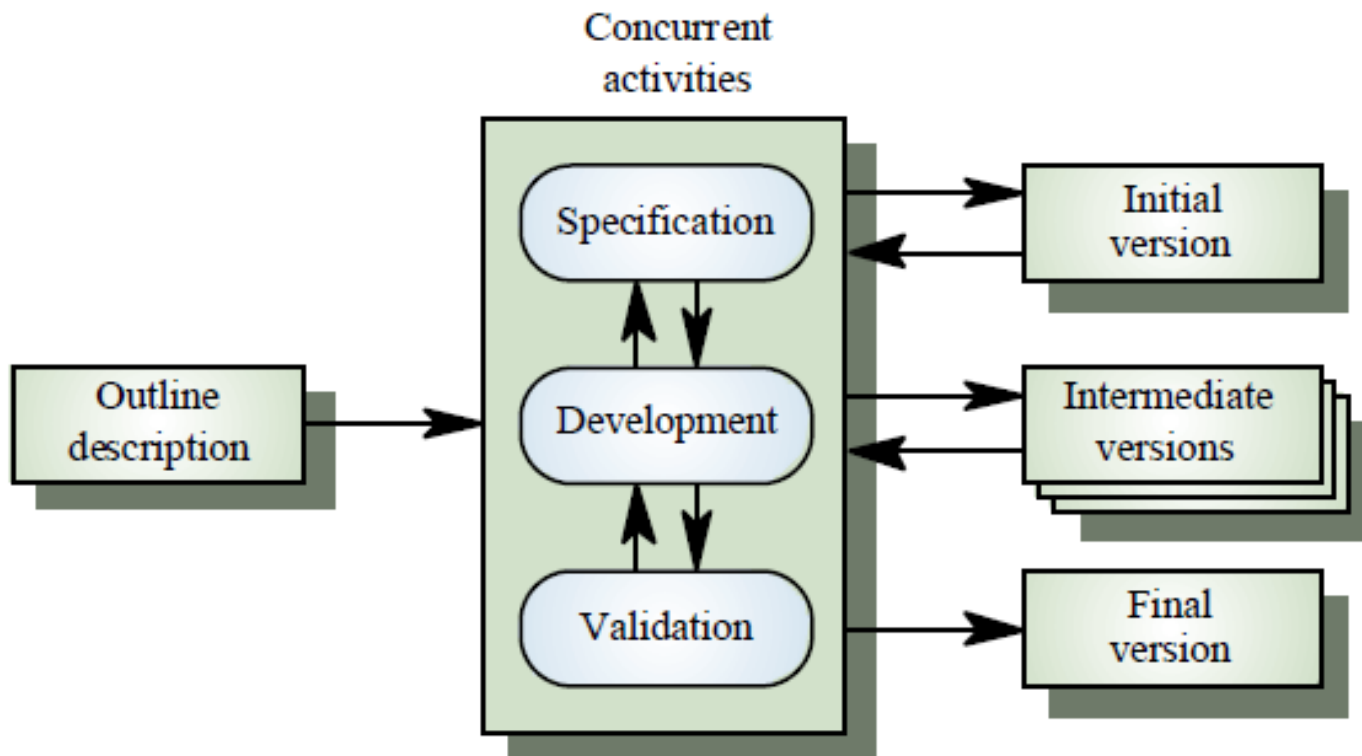 Concurrent
activities
Specification
Initial
version
Outline
description
Development
Intermediate
versions
Validation
Final
version